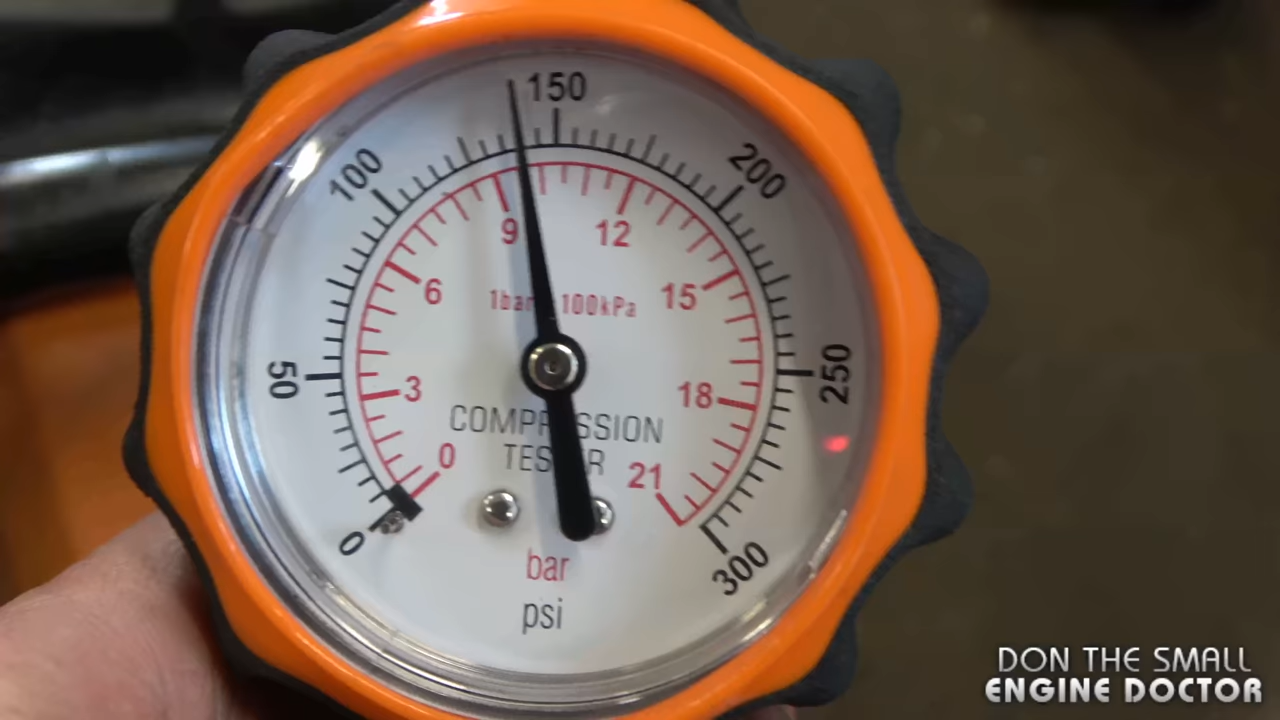 150
100
200
50
250
0
300
9
12
6
15
3
18
0
21
1bar 100kPa
COMPRESSION
TESTER
bar
psi
DON THE SMALL
ENGINE DOCTOR